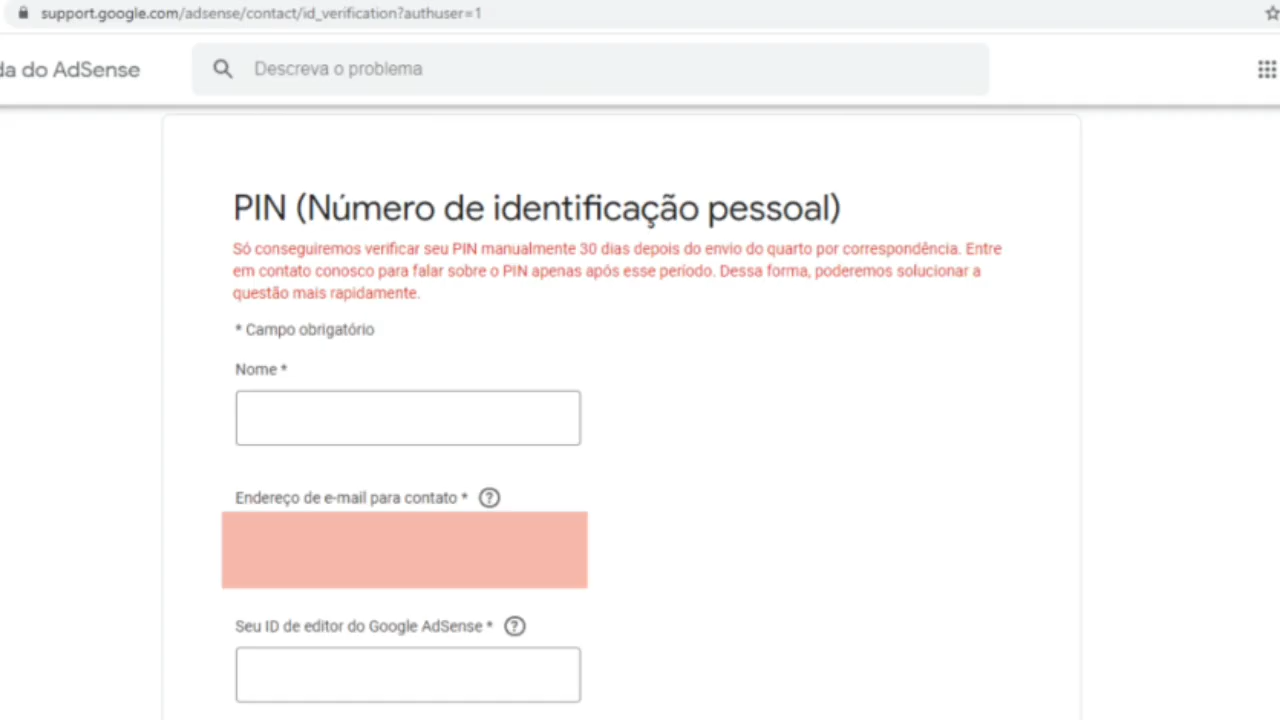 support.google.com/adsense/contact/id_verification?authuser=1
da do AdSense
Descreva o problema
PIN (Número de identificação pessoal)
Só conseguiremos verificar seu PIN manualmente 30 dias depois do envio do quarto por correspondência. Entre
em contato conosco para falar sobre o PIN apenas após esse período. Dessa forma, poderemos solucionar a
questão mais rapidamente.
* Campo obrigatório
Nome *
Endereço de e-mail para contato * ?
Seu ID de editor do Google AdSense * ?